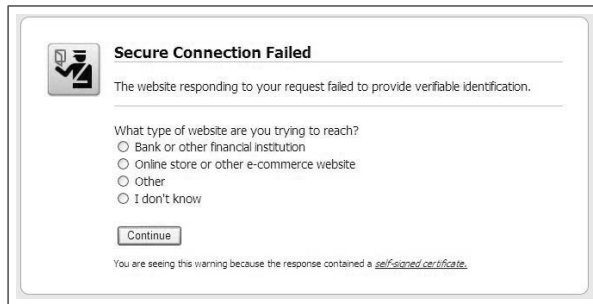 Secure Connection Failed
The website responding to your request failed to provide verifiable identification.
What type of website are you trying to reach?
Bank or other financial institution
Online store or other e-commerce website
Other
I don't know
Continue
You are seeing this warning because the response contained a self-signed certificate.